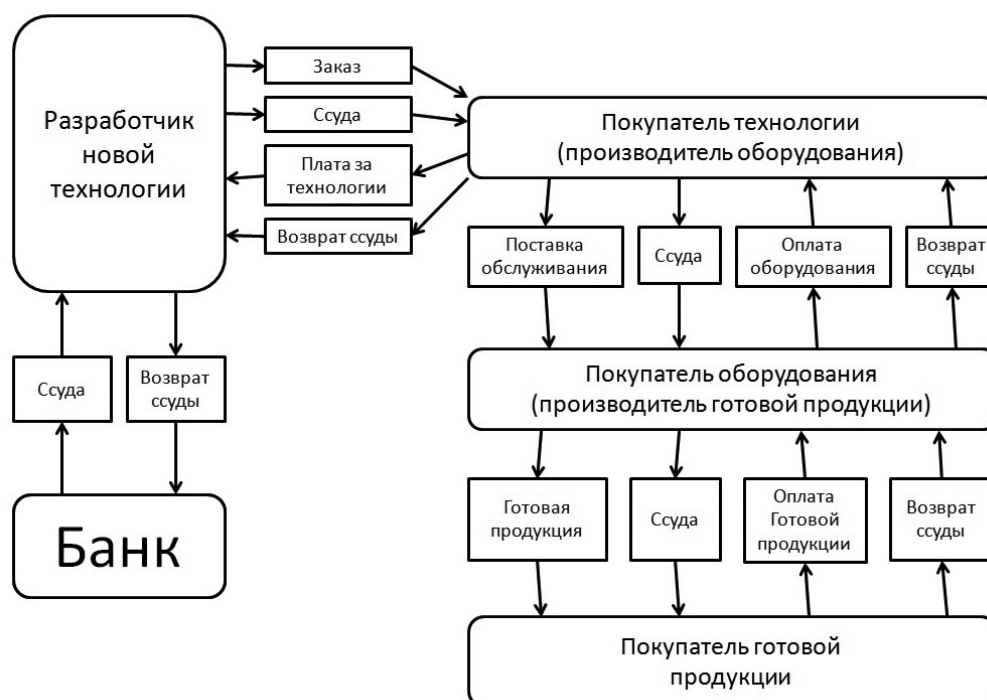 Разработчик
новой
технологии
Заказ
Ссуда
Плата за
технологии
Возврат ссуды
Покупатель технологии
(производитель оборудования)
Поставка
обслуживания
Ссуда
Оплата
оборудования
Возврат
ссуды
Ссуда
Возврат
ссуды
Покупатель оборудования
(производитель готовой продукции)
Банк
Готовая
продукция
Ссуда
Оплата
Готовой
продукции
Возврат
ссуды
Покупатель готовой
продукции